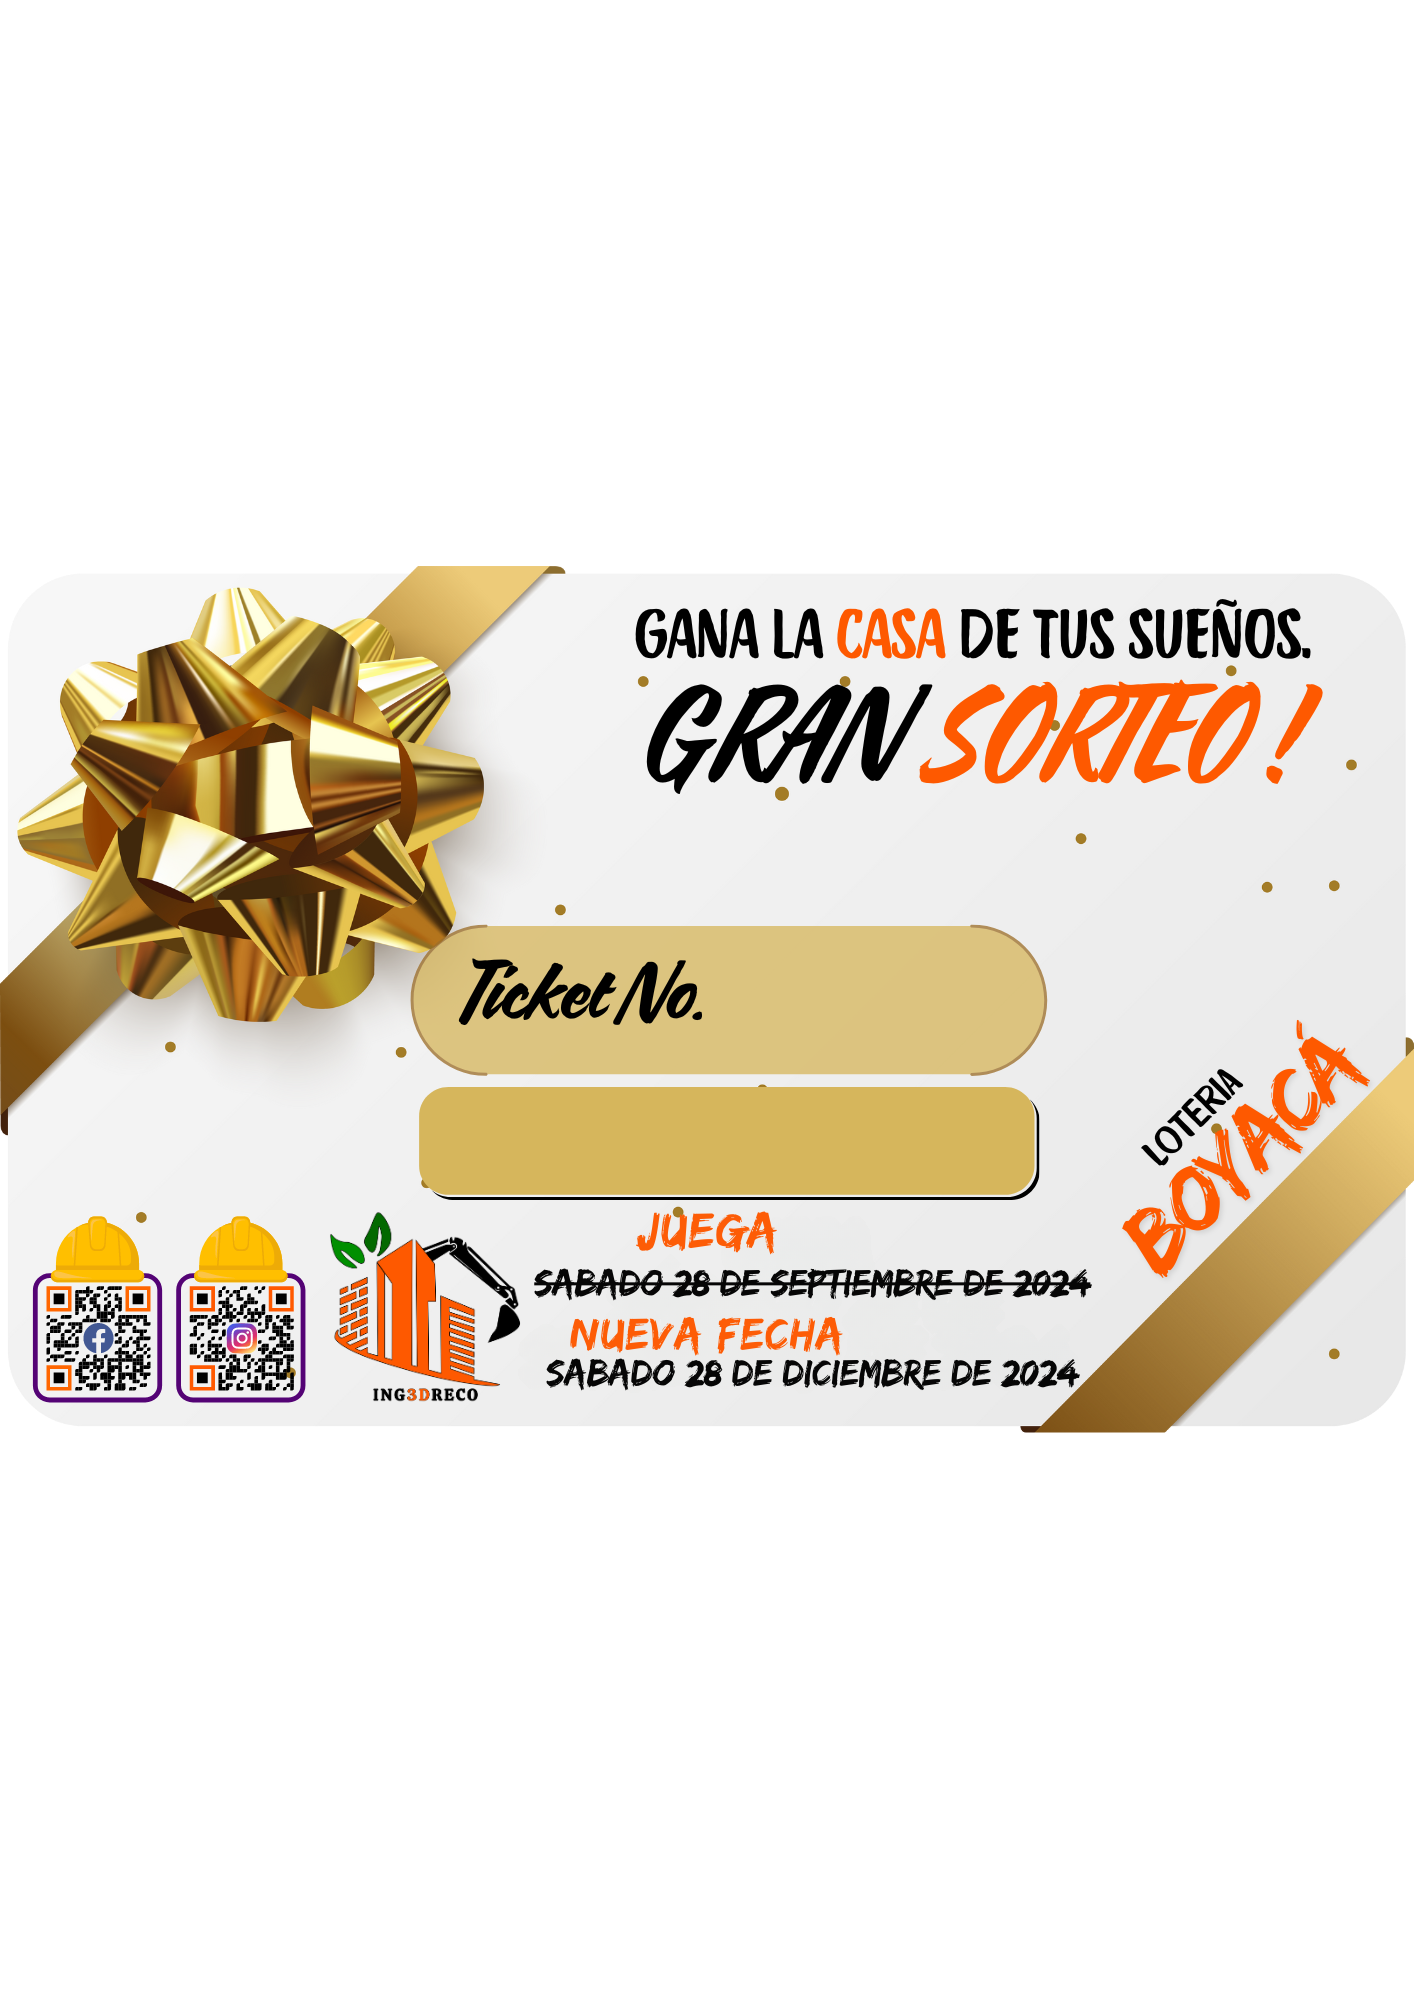 GANA LA CASA DE TUS SUEÑOS.
GRAN SORTEO!
Ticket No.
LOTERIA
BOYACÁ
JUEGA
SABADO 28 DE SEPTIEMBRE DE 2024
NUEVA FECHA
SABADO 28 DE DICIEMBRE DE 2024
ING3DRECO